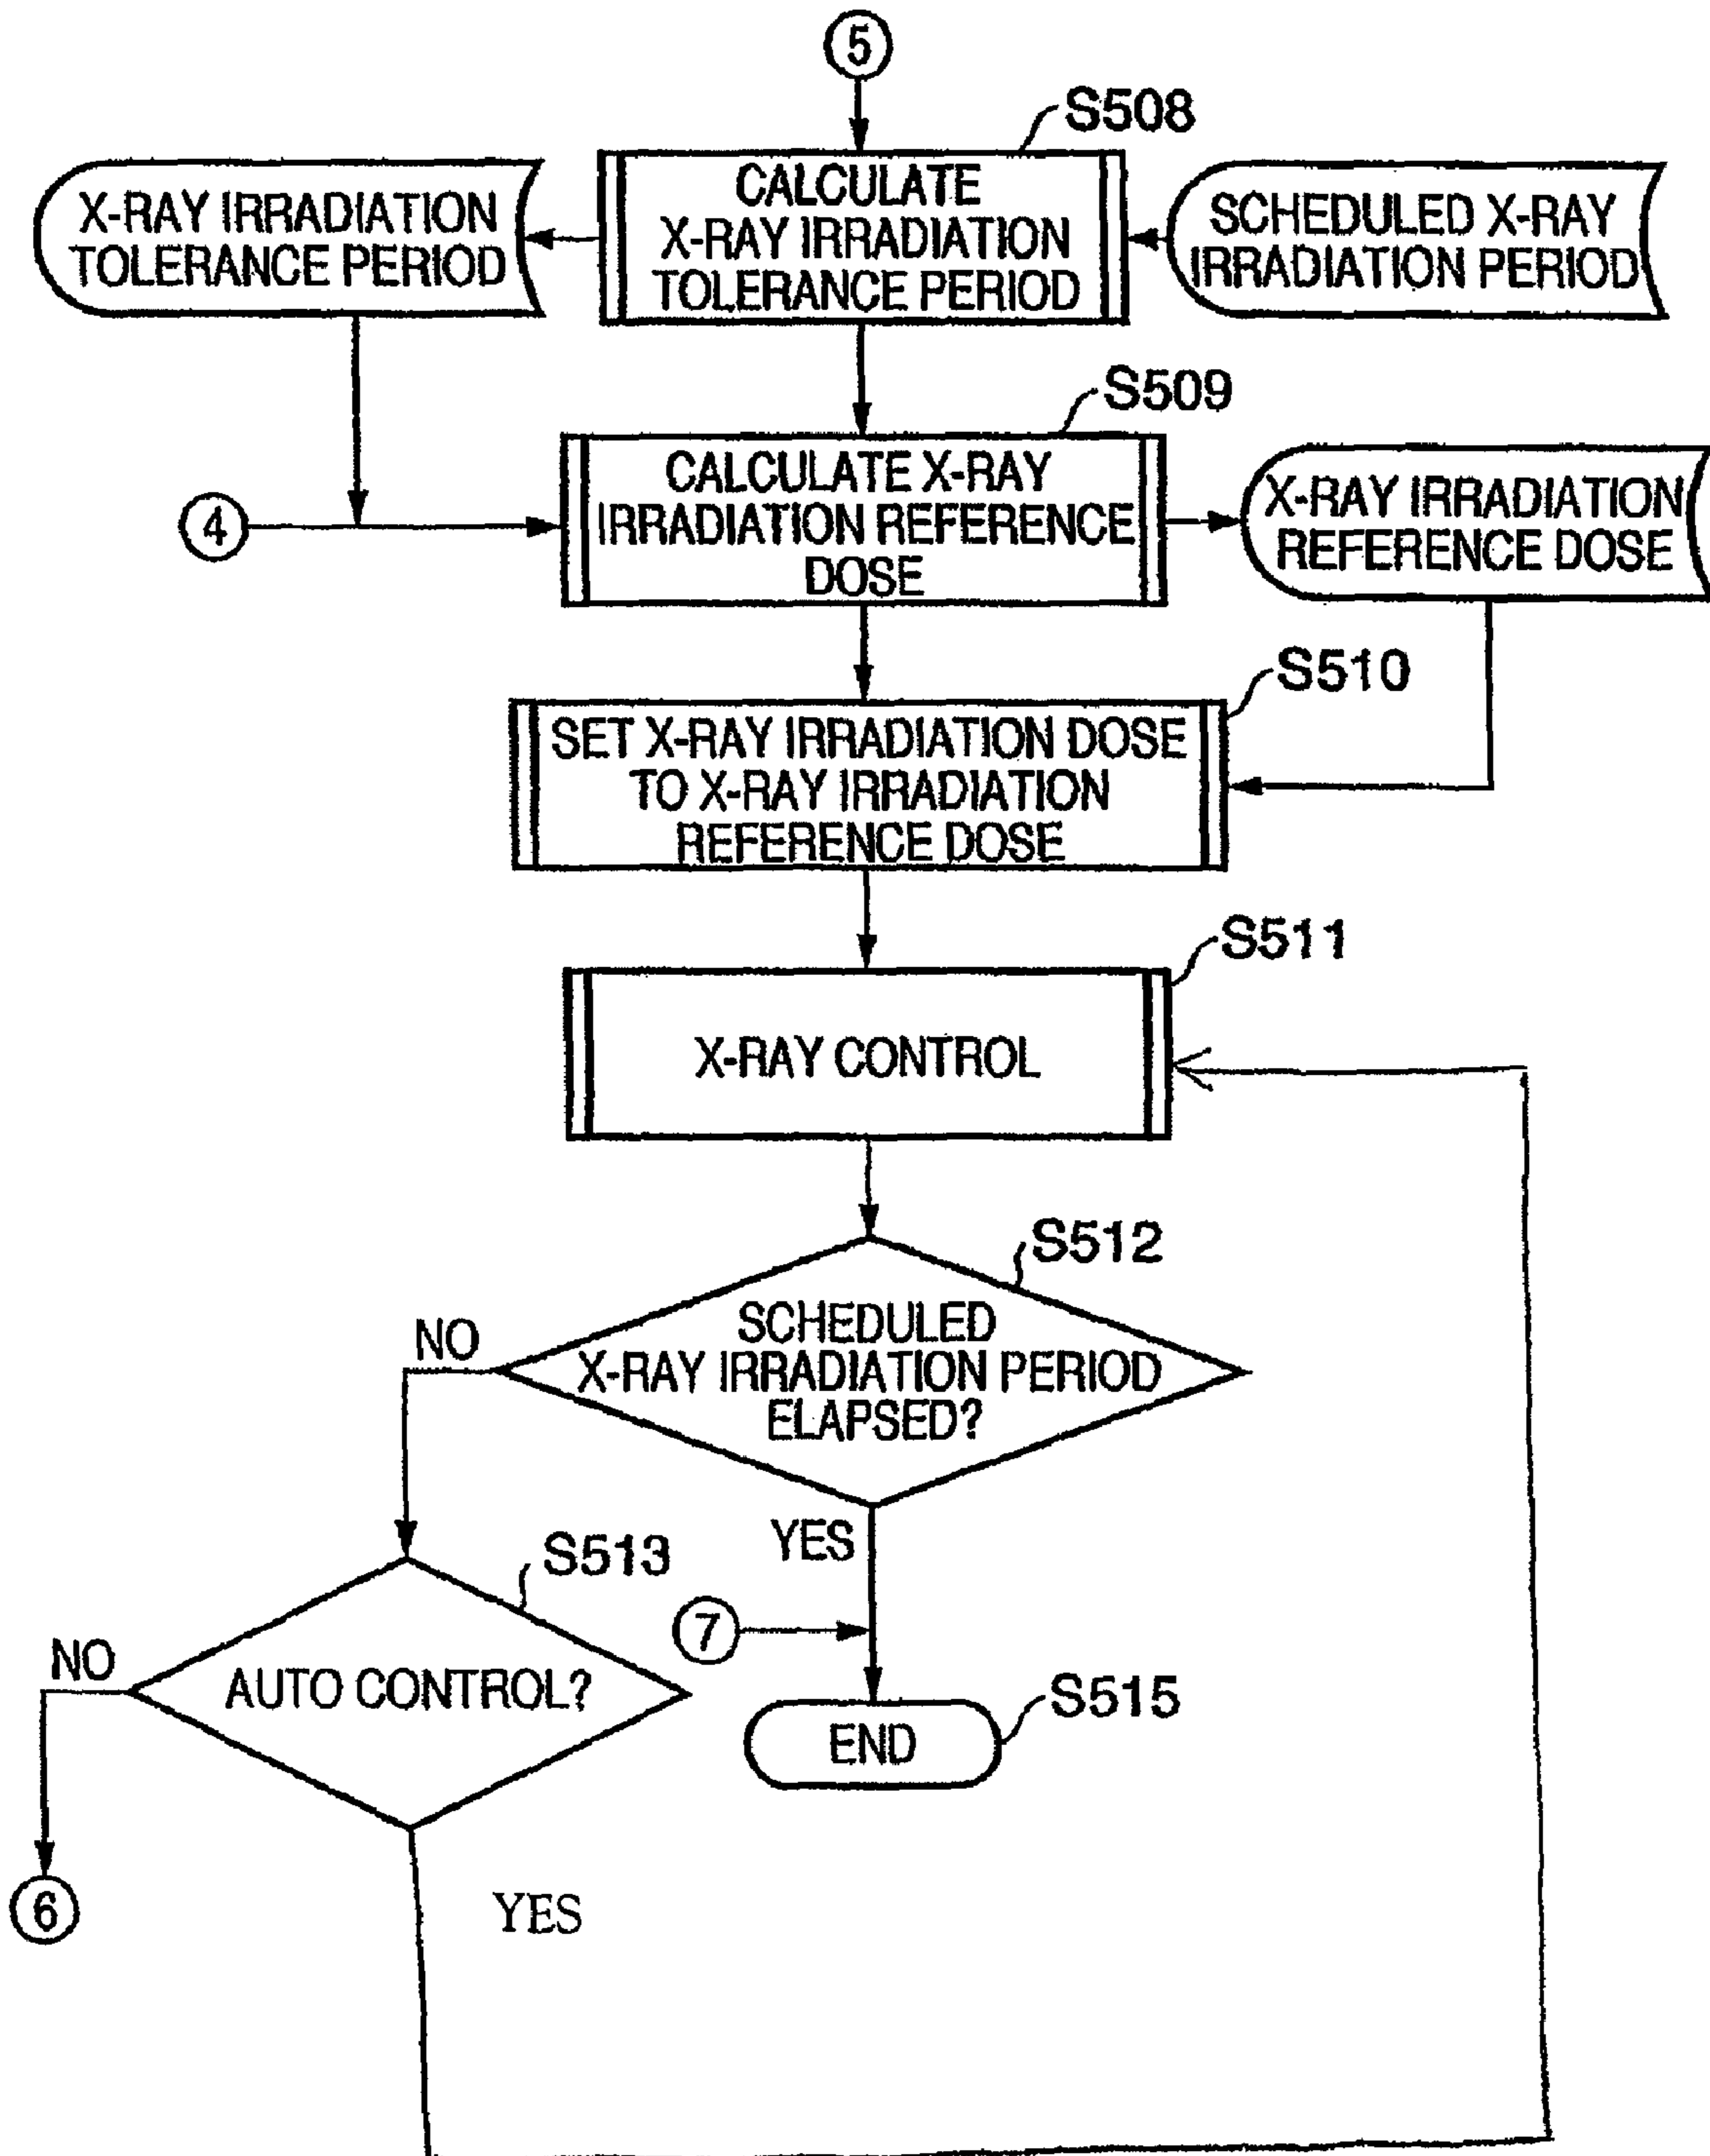 5
S508
X-RAY IRRADIATION
TOLERANCE PERIOD
CALCULATE
X-RAY IRRADIATION
TOLERANCE PERIOD
SCHEDULED X-RAY
IRRADIATION PERIOD
S509
4
CALCULATE X-RAY
IRRADIATION REFERENCE
DOSE
X-RAY IRRADIATION
REFERENCE DOSE
S510
SET X-RAY IRRADIATION DOSE
TO X-RAY IRRADIATION
REFERENCE DOSE
S511
X-RAY CONTROL
S512
SCHEDULED
X-RAY IRRADIATION PERIOD
ELAPSED?
NO
YES
S513
7
NO
AUTO CONTROL?
S515
END
6
YES